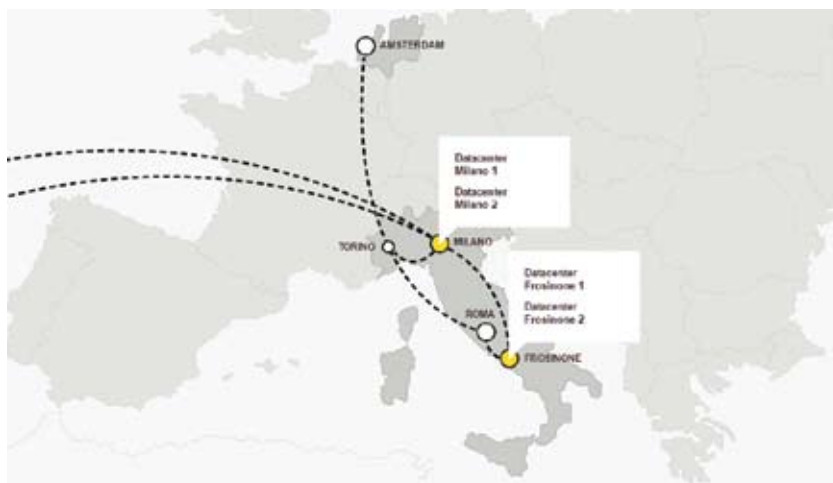 AMSTERDAM
Datacenter
Milano 1
Datacenter
Milano 2
TORINO
MILANO
Datacenter
Frosinone 1
Datacenter
Frosinone 2
ROMA
FROSINONE